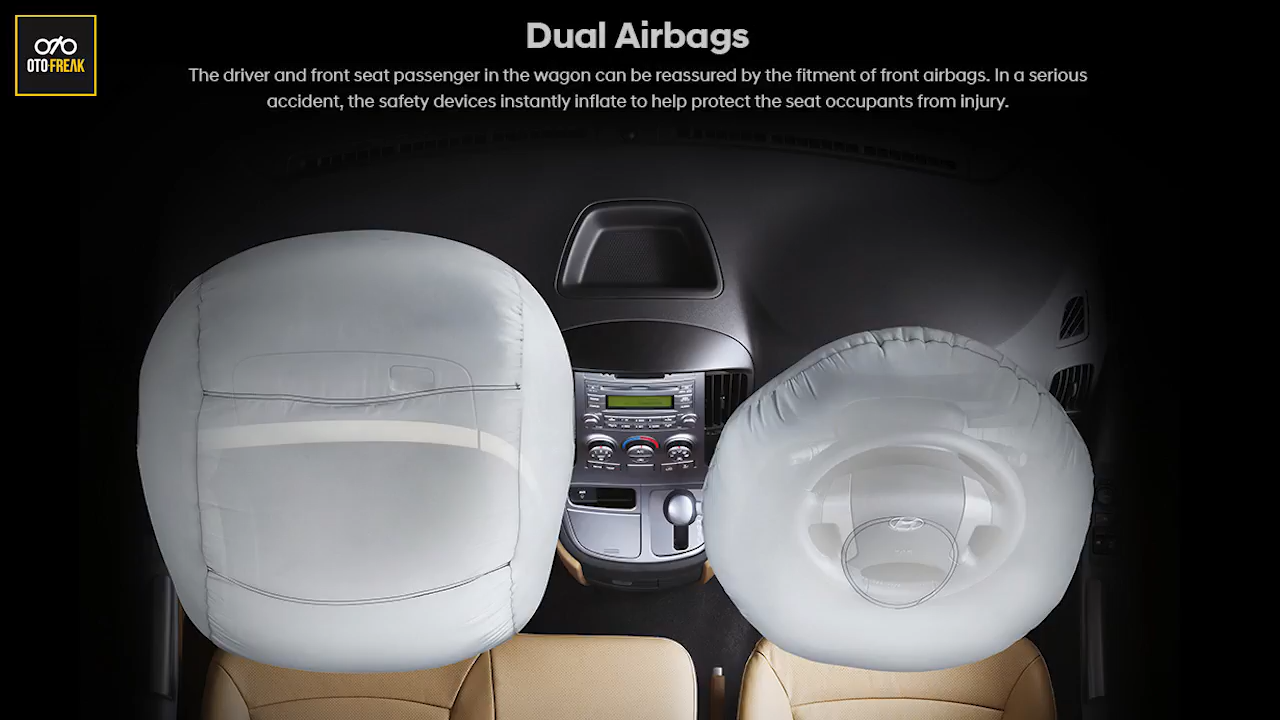 OTO
OTO·FREAK
Dual Airbags
The driver and front seat passenger in the wagon can be reassured by the fitment of front airbags. In a serious
accident, the safety devices instantly inflate to help protect the seat occupants from injury.